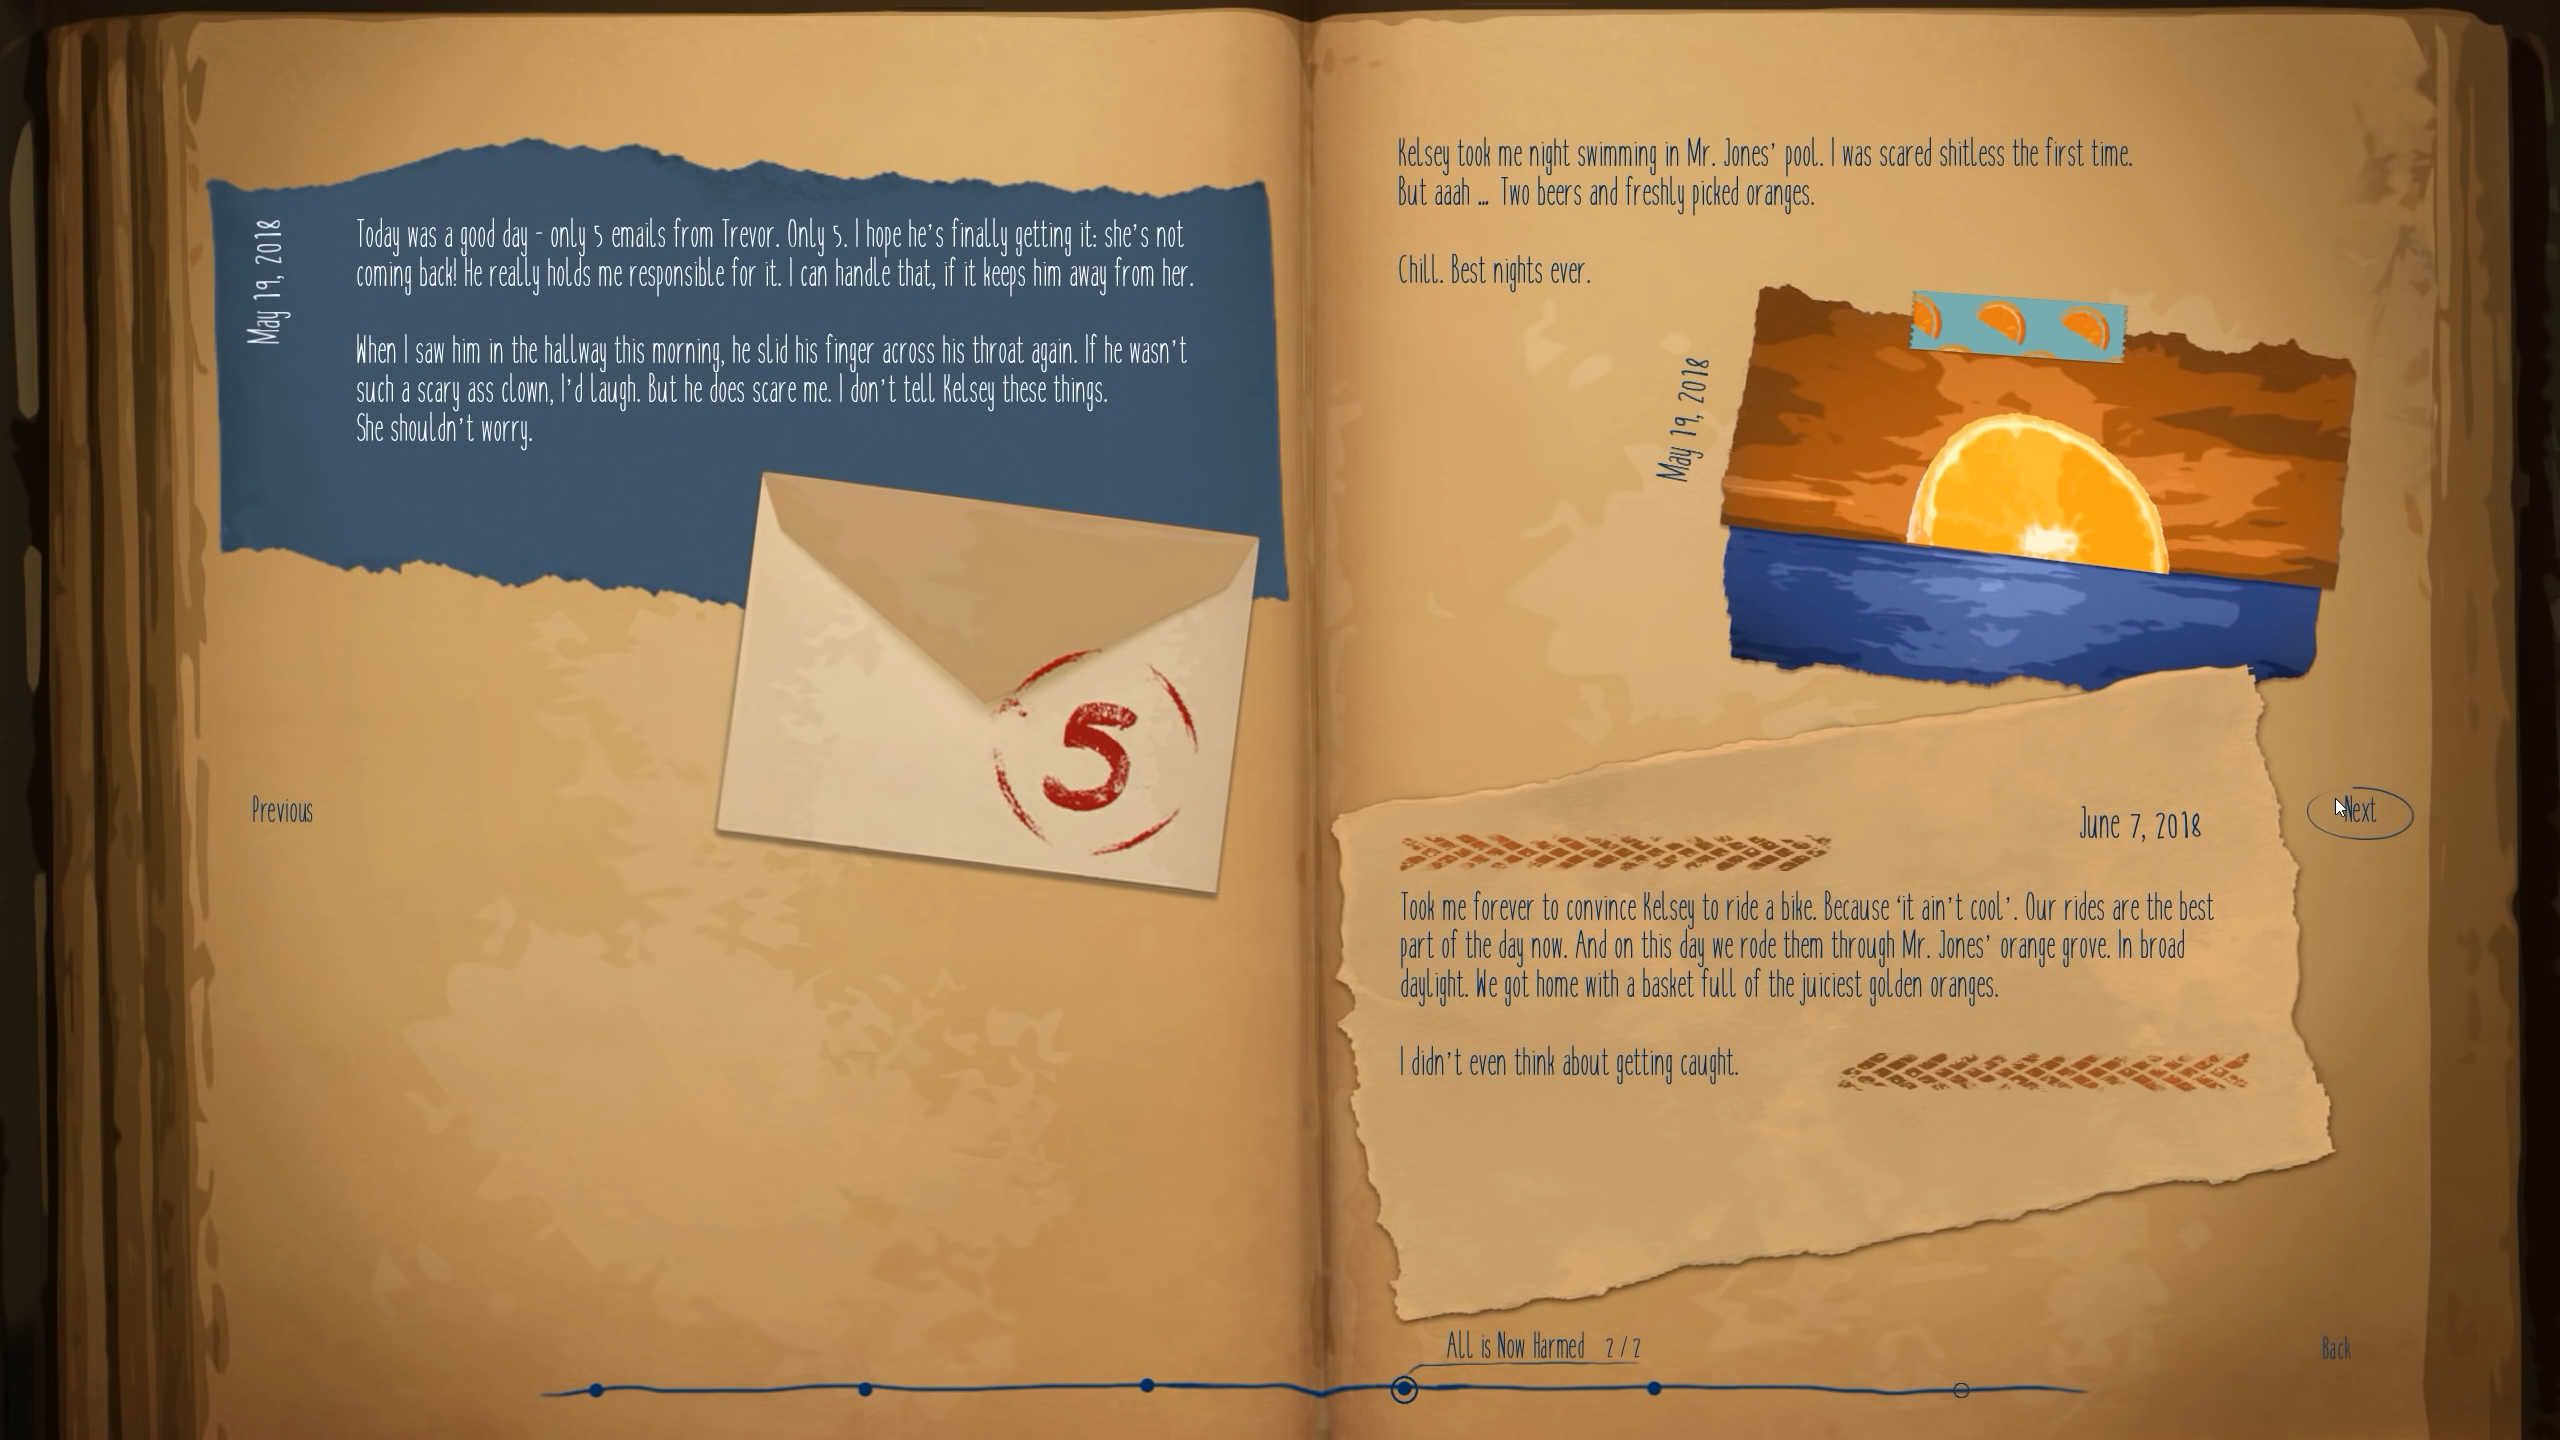 May 19, 2018
Today was a good day - only 5 emails from Trevor. Only 5. I hope he's finally getting it: she's not
coming back! He really holds me responsible for it. I can handle that, if it keeps him away from her.
When I saw him in the hallway this morning, he slid his finger across his throat again. If he wasn't
such a scary ass clown, I'd laugh. But he does scare me. I don't tell Kelsey these things.
She shouldn't worry.
5
Previous
Kelsey took me night swimming in Mr. Jones' pool. I was scared shitless the first time.
But aaah ... Two beers and freshly picked oranges.
Chill. Best nights ever.
May 19, 2018
June 7, 2018
Took me forever to convince Kelsey to ride a bike. Because 'it ain't cool'. Our rides are the best
part of the day now. And on this day we rode them through Mr. Jones' orange grove. In broad
daylight. We got home with a basket full of the juiciest golden oranges.
I didn't even think about getting caught.
Next
All is Now Harmed 2 / 2
Back